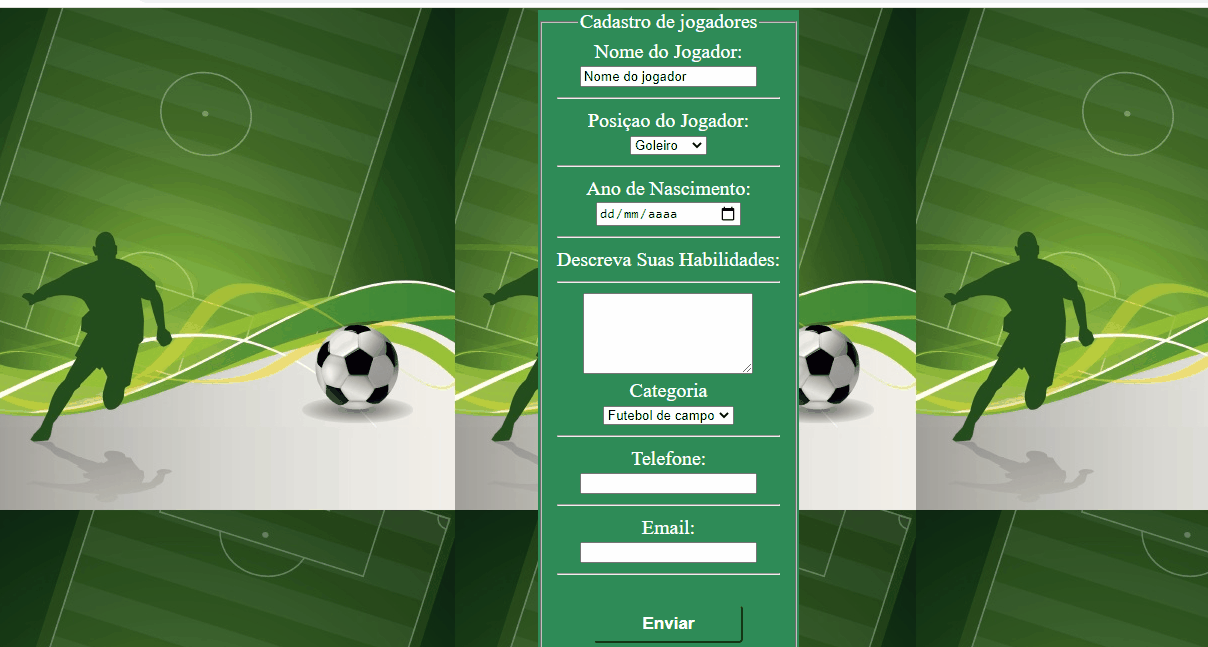 Cadastro de jogadores
Nome do Jogador:
Nome do jogador
Posiçao do Jogador:
Goleiro
Ano de Nascimento:
dd/mm/aaaa
Descreva Suas Habilidades:
Categoria
Futebol de campo
Telefone:
Email:
Enviar